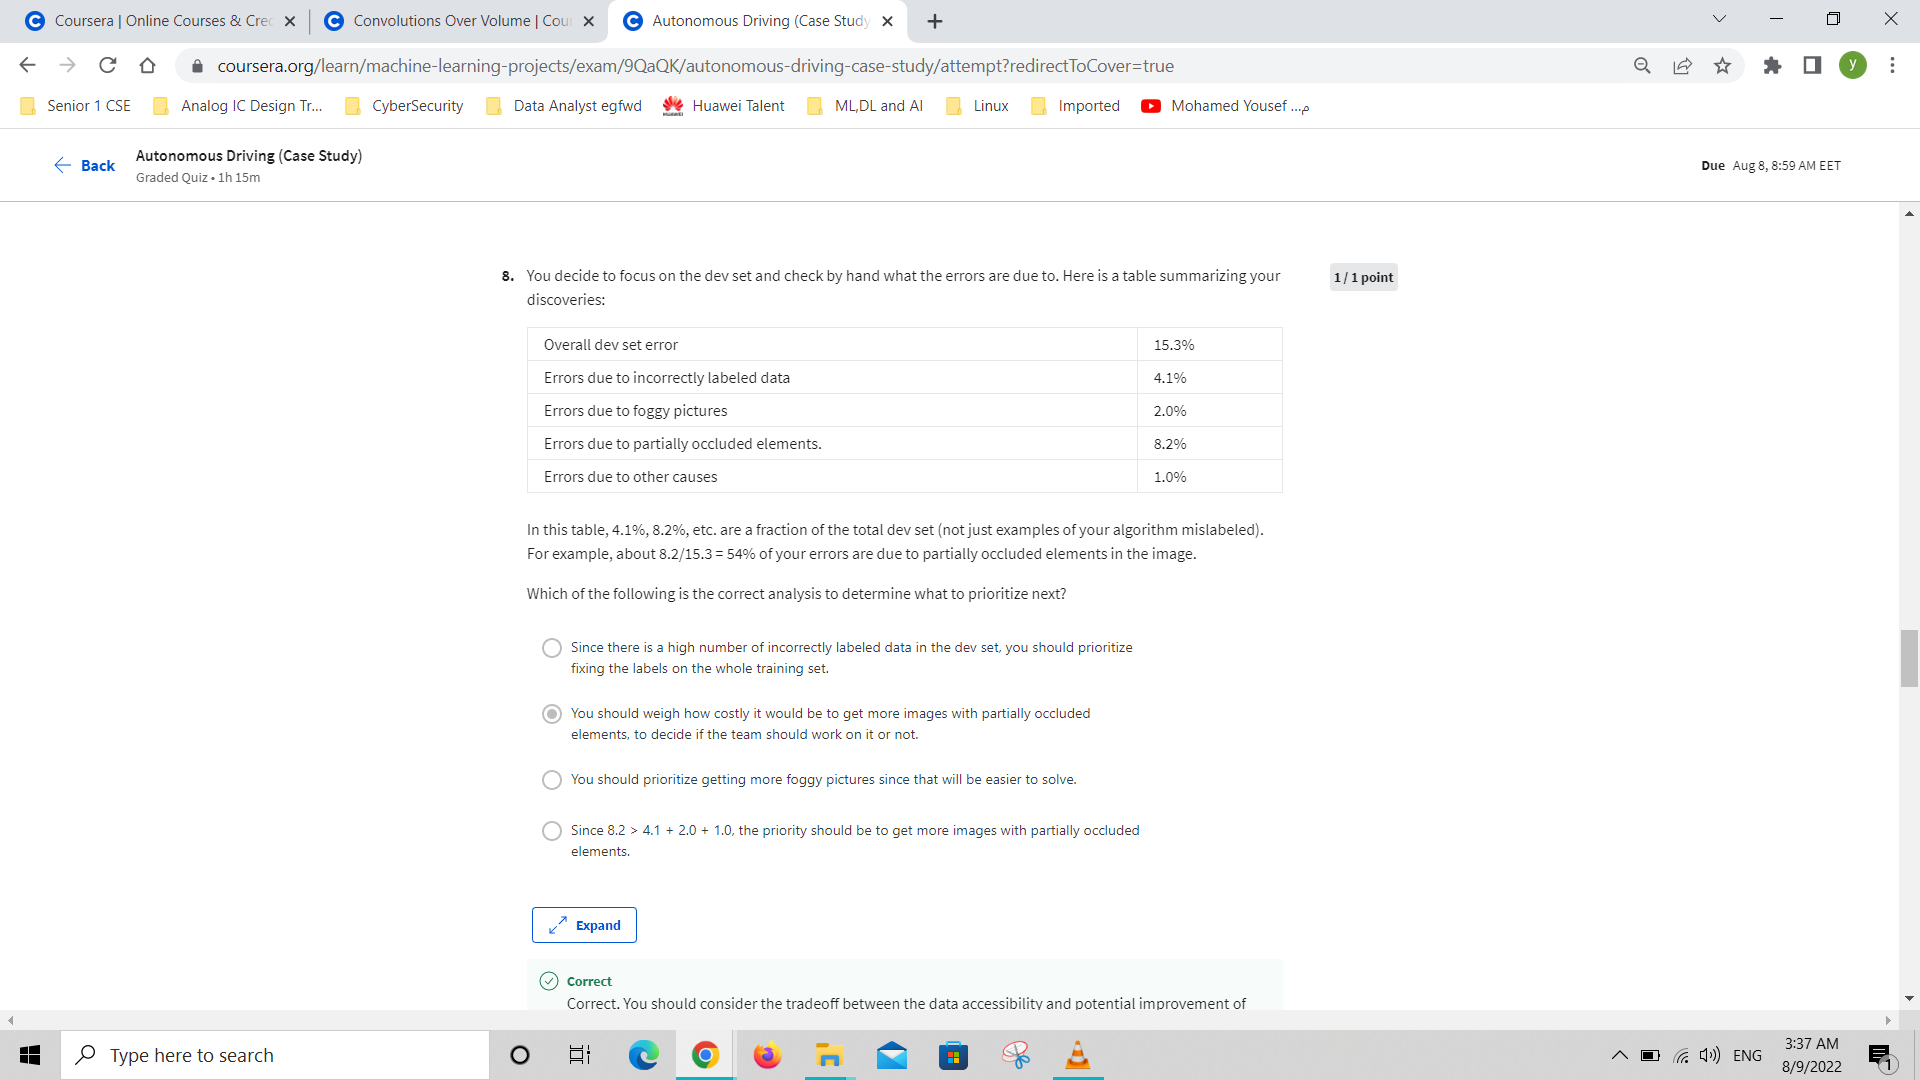 Coursera | Online Courses & Cre
Convolutions Over Volume | Cou
Autonomous Driving (Case Study
coursera.org/learn/machine-learning-projects/exam/9QaQK/autonomous-driving-case-study/attempt?redirectToCover=true
y
Senior 1 CSE
Analog IC Design Tr...
CyberSecurity
Data Analyst egfwd
Huawei Talent
ML,DL and AI
Linux
Imported
Mohamed Yousef ...م
Back
Autonomous Driving (Case Study)
Graded Quiz • 1h 15m
Due Aug 8, 8:59 AM EET
8. You decide to focus on the dev set and check by hand what the errors are due to. Here is a table summarizing your
discoveries:
1 / 1 point
Overall dev set error 15.3%
Errors due to incorrectly labeled data 4.1%
Errors due to foggy pictures 2.0%
Errors due to partially occluded elements. 8.2%
Errors due to other causes 1.0%
In this table, 4.1%, 8.2%, etc. are a fraction of the total dev set (not just examples of your algorithm mislabeled).
For example, about 8.2/15.3 = 54% of your errors are due to partially occluded elements in the image.
Which of the following is the correct analysis to determine what to prioritize next?
Since there is a high number of incorrectly labeled data in the dev set, you should prioritize
fixing the labels on the whole training set.
You should weigh how costly it would be to get more images with partially occluded
elements, to decide if the team should work on it or not.
You should prioritize getting more foggy pictures since that will be easier to solve.
Since 8.2 > 4.1 + 2.0 + 1.0, the priority should be to get more images with partially occluded
elements.
Expand
Correct
Correct. You should consider the tradeoff between the data accessibility and potential improvement of
Type here to search
ENG
3:37 AM
8/9/2022
1